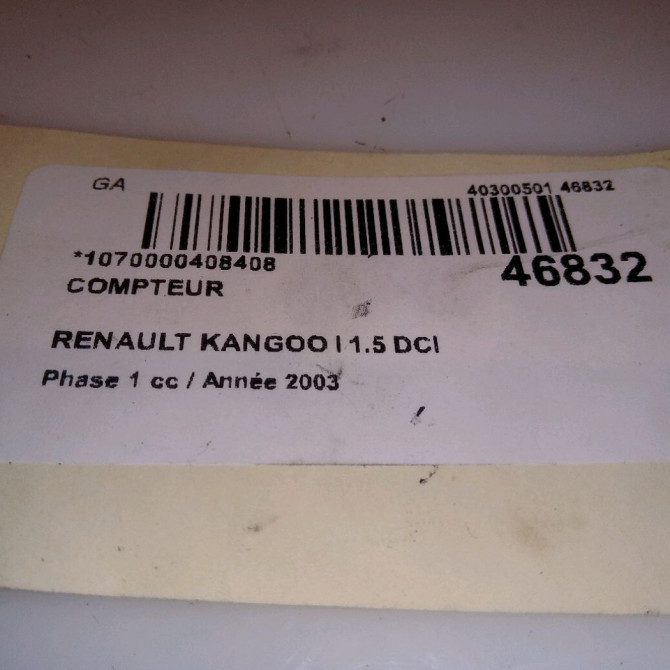 GA 40300501 46832
*1070000408408 46832
COMPTEUR
RENAULT KANGOO I 1.5 DCI
Phase 1 cc / Année 2003